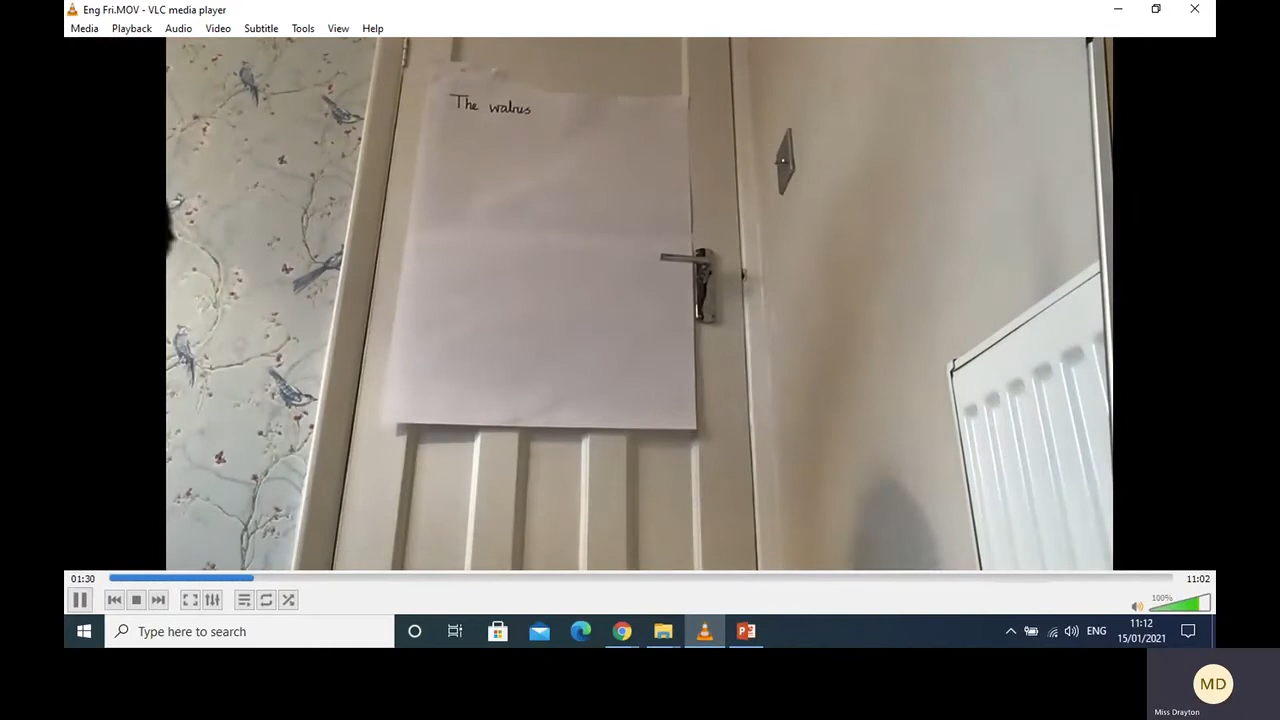 Eng Fri.MOV - VLC media player
Media Playback Audio Video Subtitle Tools View Help
The walrus
01:30
11:02
100%
Type here to search
ENG
11:12
15/01/2021
MD
Miss Drayton